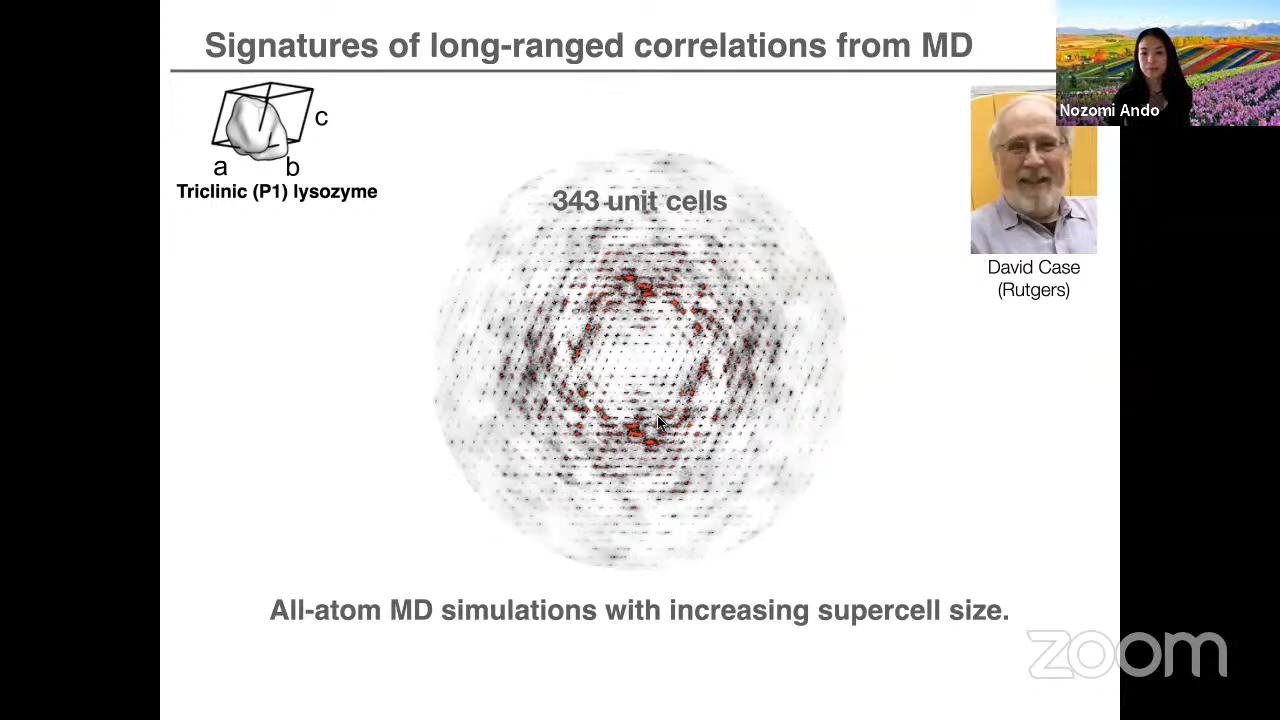 Signatures of long-ranged correlations from MD
Nozomi Ando
c
a b
Triclinic (P1) lysozyme
343 unit cells
David Case
(Rutgers)
All-atom MD simulations with increasing supercell size.
zoom